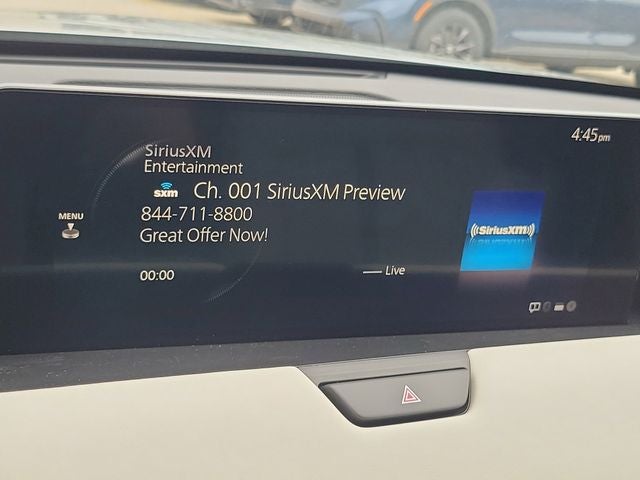 4:45pm
SiriusXM
Entertainment
sxm Ch. 001 SiriusXM Preview
MENU
844-711-8800
Great Offer Now!
((SiriusXM))
00:00
Live